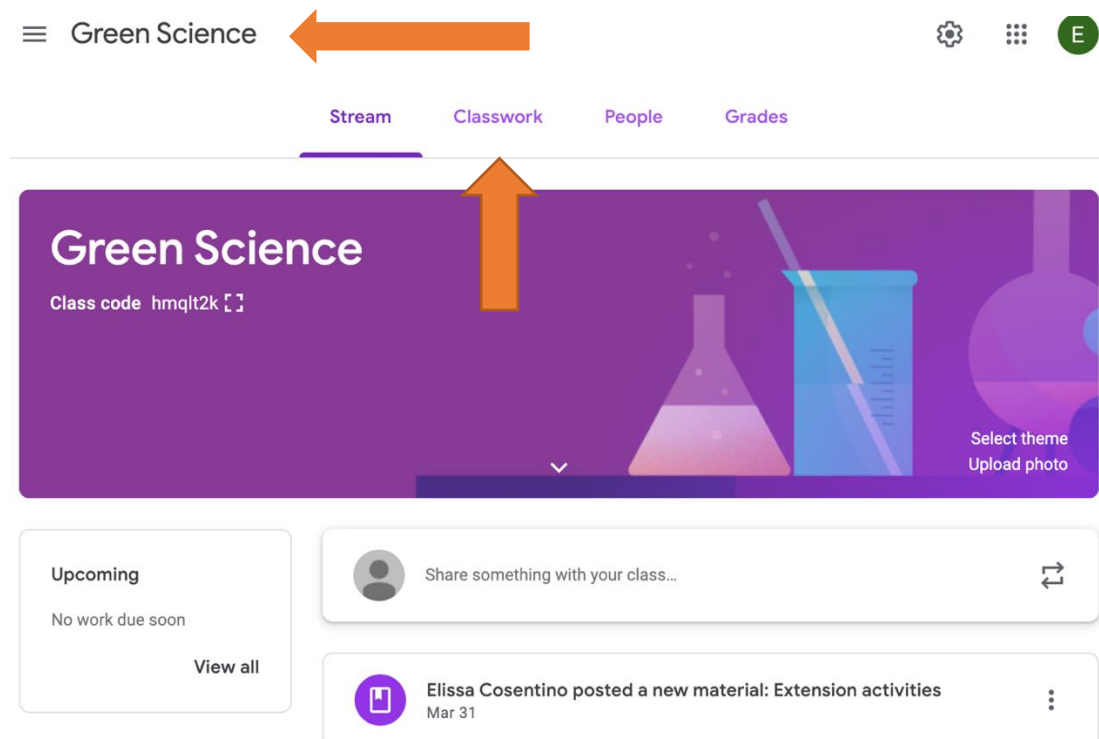 Green Science
E
Stream Classwork People Grades
Green Science
Class code hmqlt2k
Select theme
Upload photo
Upcoming
No work due soon
View all
Share something with your class...
Elissa Cosentino posted a new material: Extension activities
Mar 31